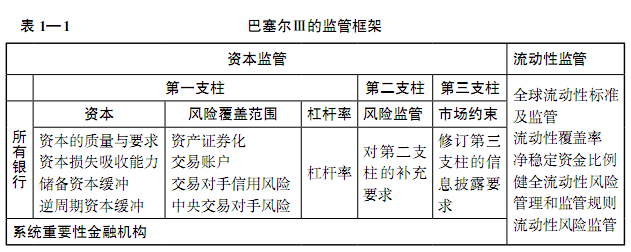 表 1—1 巴塞尔Ⅲ的监管框架
资本监管
流动性监管
第一支柱
第二支柱
第三支柱
资本
风险覆盖范围
杠杆率
风险监管
市场约束
所有银行
资本的质量与要求
资本损失吸收能力
储备资本缓冲
逆周期资本缓冲
资产证券化
交易账户
交易对手信用风险
中央交易对手风险
杠杆率
对第二支
柱的补充
要求
修订第三
支柱的信
息披露要
求
全球流动性标准
及监管
流动性覆盖率
净稳定资金比例
健全流动性风险
管理和监管规则
流动性风险监管
系统重要性金融机构